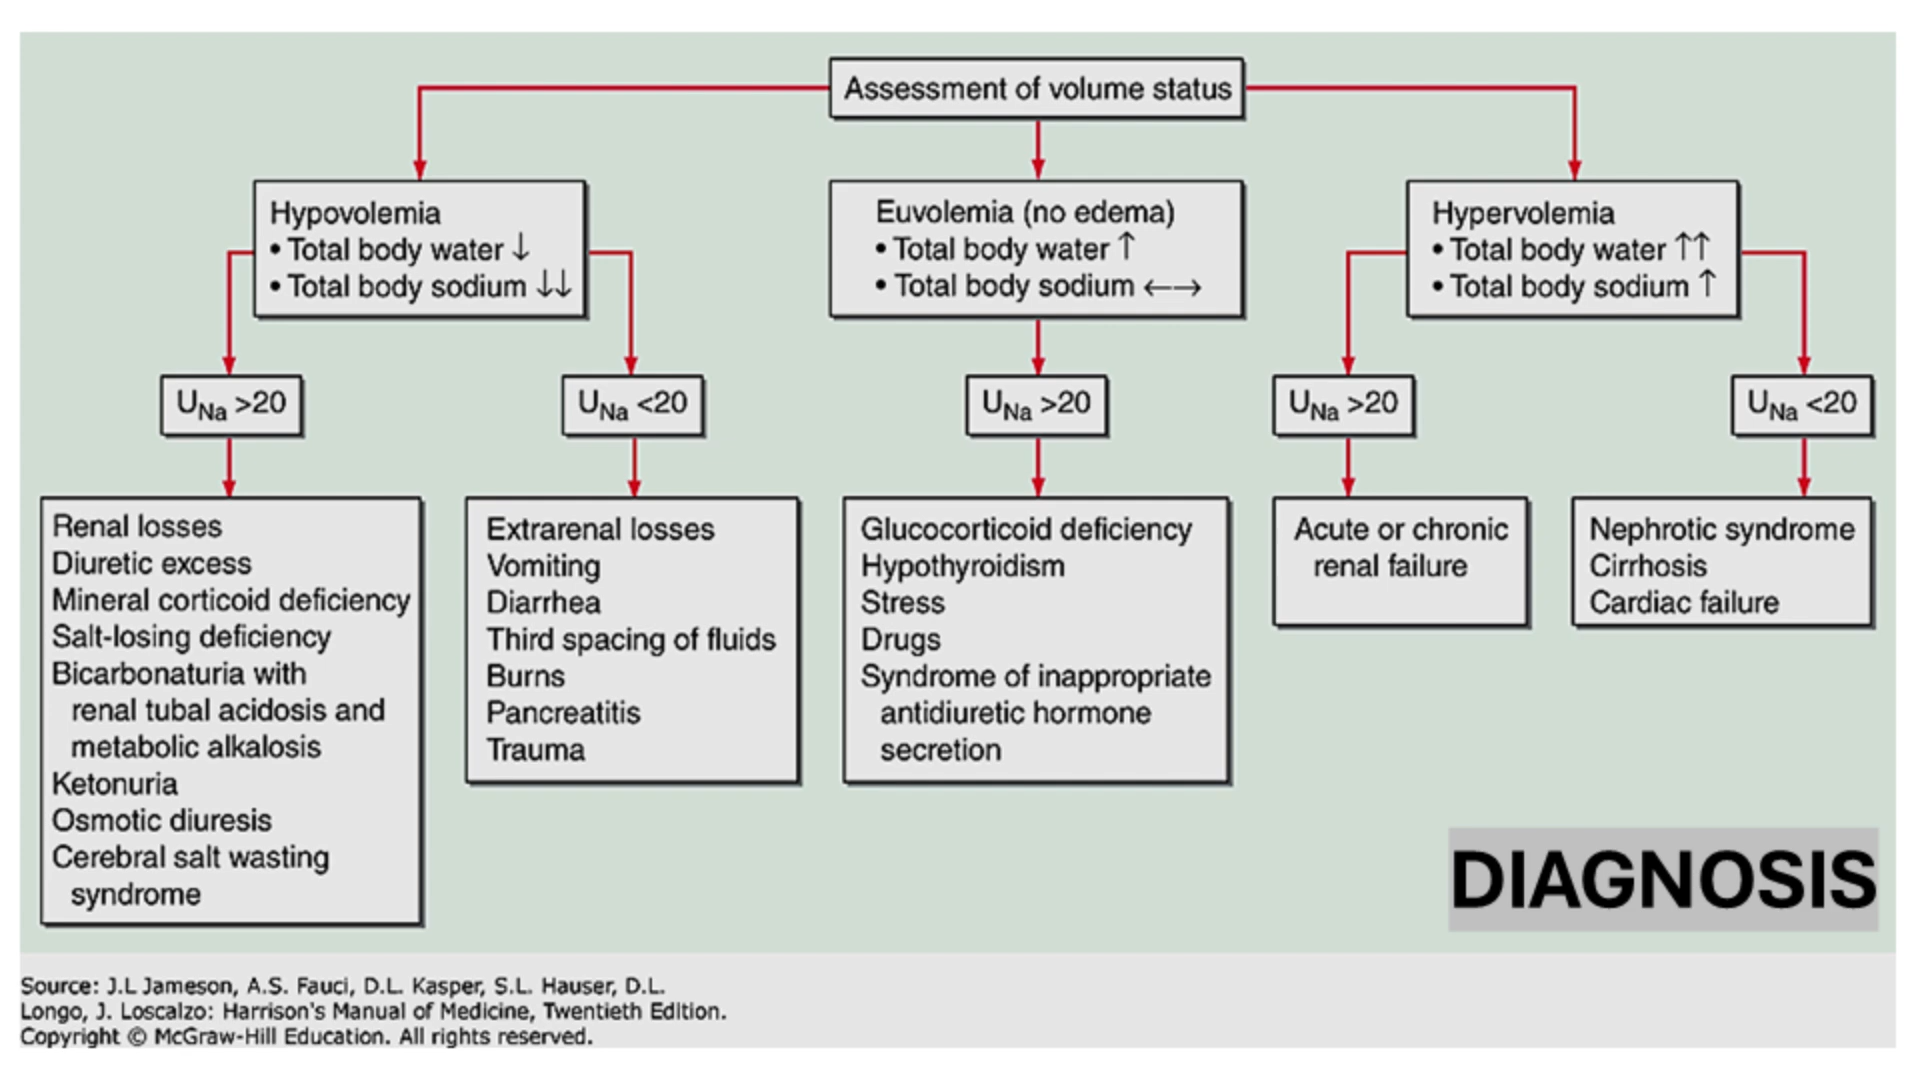 Assessment of volume status
Hypovolemia
• Total body water ↓
• Total body sodium ↓↓
Euvolemia (no edema)
• Total body water ↑
• Total body sodium ←→
Hypervolemia
• Total body water ↑↑
• Total body sodium ↑
UNa >20
UNa <20
UNa >20
UNa >20
UNa <20
Renal losses
Diuretic excess
Mineral corticoid deficiency
Salt-losing deficiency
Bicarbonaturia with
renal tubal acidosis and
metabolic alkalosis
Ketonuria
Osmotic diuresis
Cerebral salt wasting
syndrome
Extrarenal losses
Vomiting
Diarrhea
Third spacing of fluids
Burns
Pancreatitis
Trauma
Glucocorticoid deficiency
Hypothyroidism
Stress
Drugs
Syndrome of inappropriate
antidiuretic hormone
secretion
Acute or chronic
renal failure
Nephrotic syndrome
Cirrhosis
Cardiac failure
DIAGNOSIS
Source: J.L Jameson, A.S. Fauci, D.L. Kasper, S.L. Hauser, D.L.
Longo, J. Loscalzo: Harrison's Manual of Medicine, Twentieth Edition.
Copyright © McGraw-Hill Education. All rights reserved.